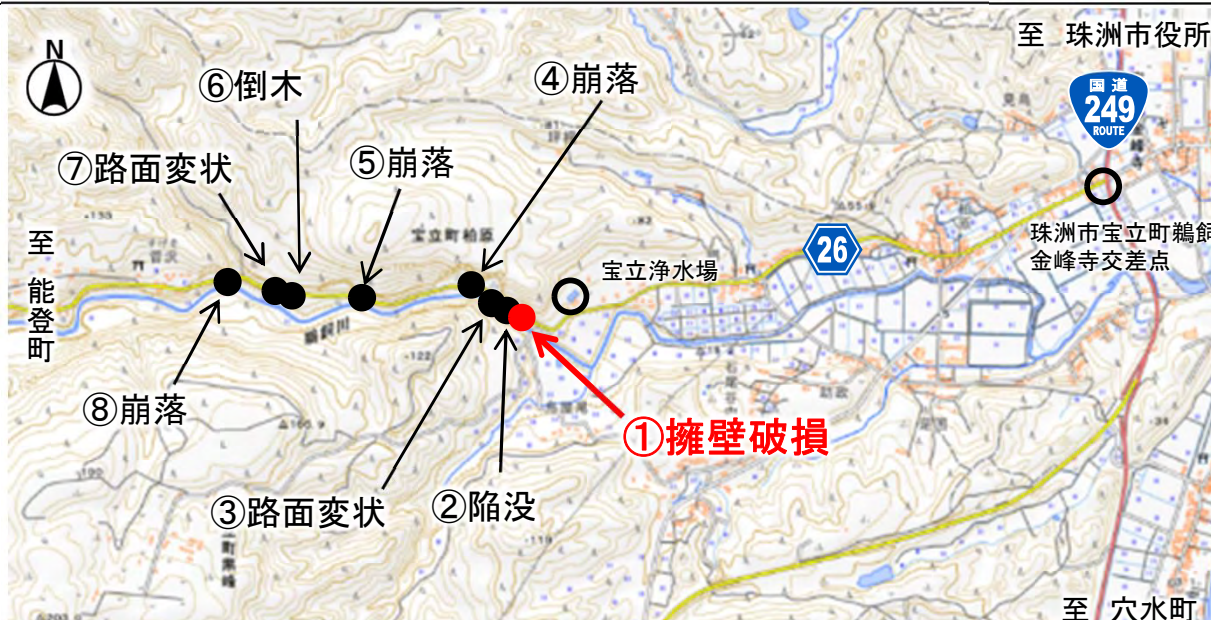 至 珠洲市役所
N
④崩落
⑥倒木
国道
249
ROUTE
⑤崩落
⑦路面変状
宝立町柏原
26
珠洲市宝立町鵜飼
金峰寺交差点
至
能登町
宝立浄水場
鵜飼川
⑧崩落
①擁壁破損
③路面変状
②陥没
至 穴水町